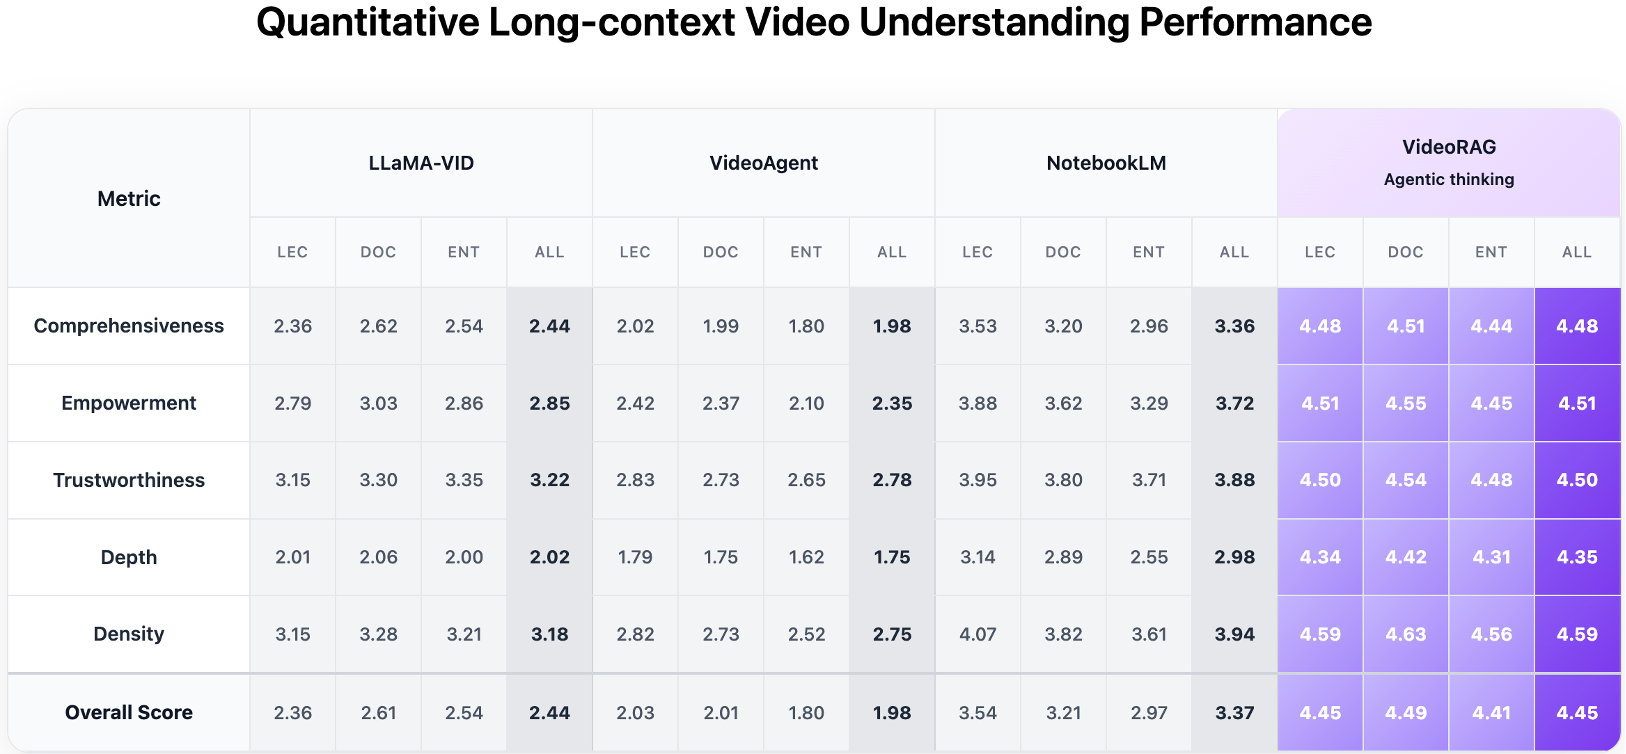 Quantitative Long-context Video Understanding Performance
Metric LLaMA-VID VideoAgent NotebookLM VideoRAG
Agentic thinking
LEC DOC ENT ALL LEC DOC ENT ALL LEC DOC ENT ALL LEC DOC ENT ALL
Comprehensiveness 2.36 2.62 2.54 2.44 2.02 1.99 1.80 1.98 3.53 3.20 2.96 3.36 4.48 4.51 4.44 4.48
Empowerment 2.79 3.03 2.86 2.85 2.42 2.37 2.10 2.35 3.88 3.62 3.29 3.72 4.51 4.55 4.45 4.51
Trustworthiness 3.15 3.30 3.35 3.22 2.83 2.73 2.65 2.78 3.95 3.80 3.71 3.88 4.50 4.54 4.48 4.50
Depth 2.01 2.06 2.00 2.02 1.79 1.75 1.62 1.75 3.14 2.89 2.55 2.98 4.34 4.42 4.31 4.35
Density 3.15 3.28 3.21 3.18 2.82 2.73 2.52 2.75 4.07 3.82 3.61 3.94 4.59 4.63 4.56 4.59
Overall Score 2.36 2.61 2.54 2.44 2.03 2.01 1.80 1.98 3.54 3.21 2.97 3.37 4.45 4.49 4.41 4.45